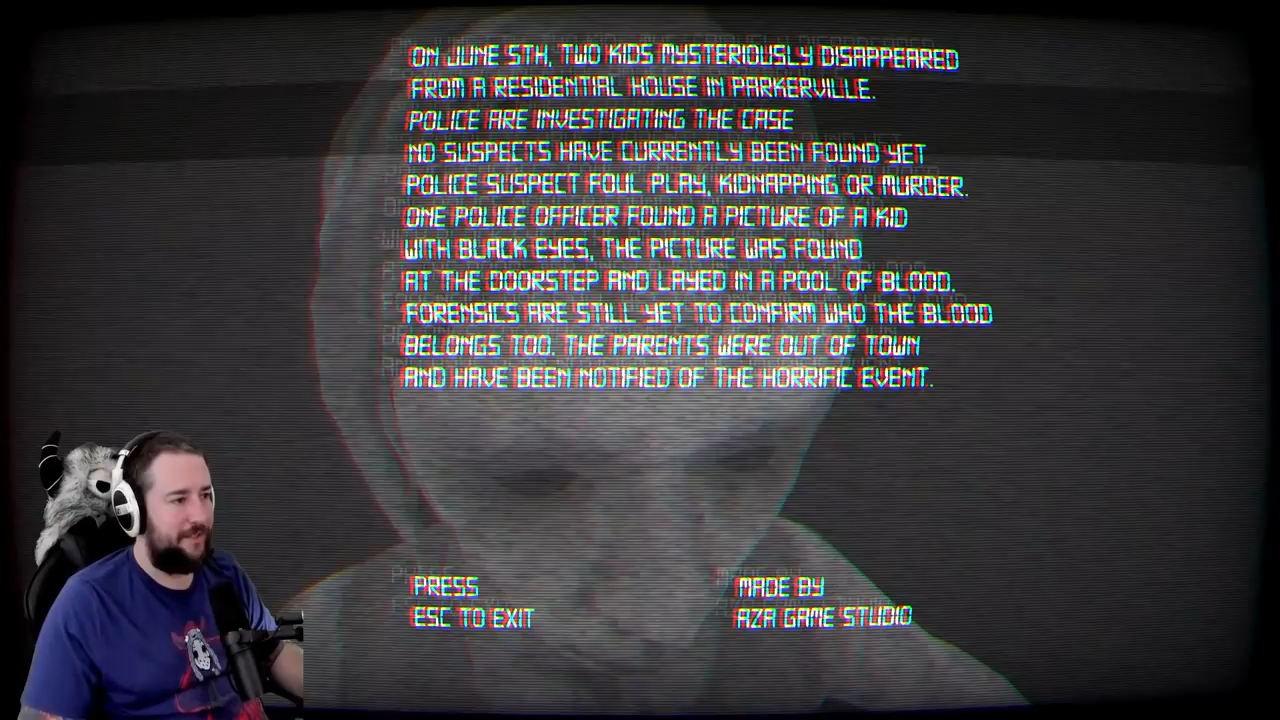 ON JUNE 5TH, TWO KIDS MYSTERIOUSLY DISAPPEARED
FROM A RESIDENTIAL HOUSE IN PARKERVILLE.
POLICE ARE INVESTIGATING THE CASE
NO SUSPECTS HAVE CURRENTLY BEEN FOUND YET
POLICE SUSPECT FOUL PLAY, KIDNAPPING OR MURDER.
ONE POLICE OFFICER FOUND A PICTURE OF A KID
WITH BLACK EYES, THE PICTURE WAS FOUND
AT THE DOORSTEP AND LAYED IN A POOL OF BLOOD.
FORENSICS ARE STILL YET TO CONFIRM WHO THE BLOOD
BELONGS TOO. THE PARENTS WERE OUT OF TOWN
AND HAVE BEEN NOTIFIED OF THE HORRIFIC EVENT.
PRESS
ESC TO EXIT
MADE BY
AZA GAME STUDIO